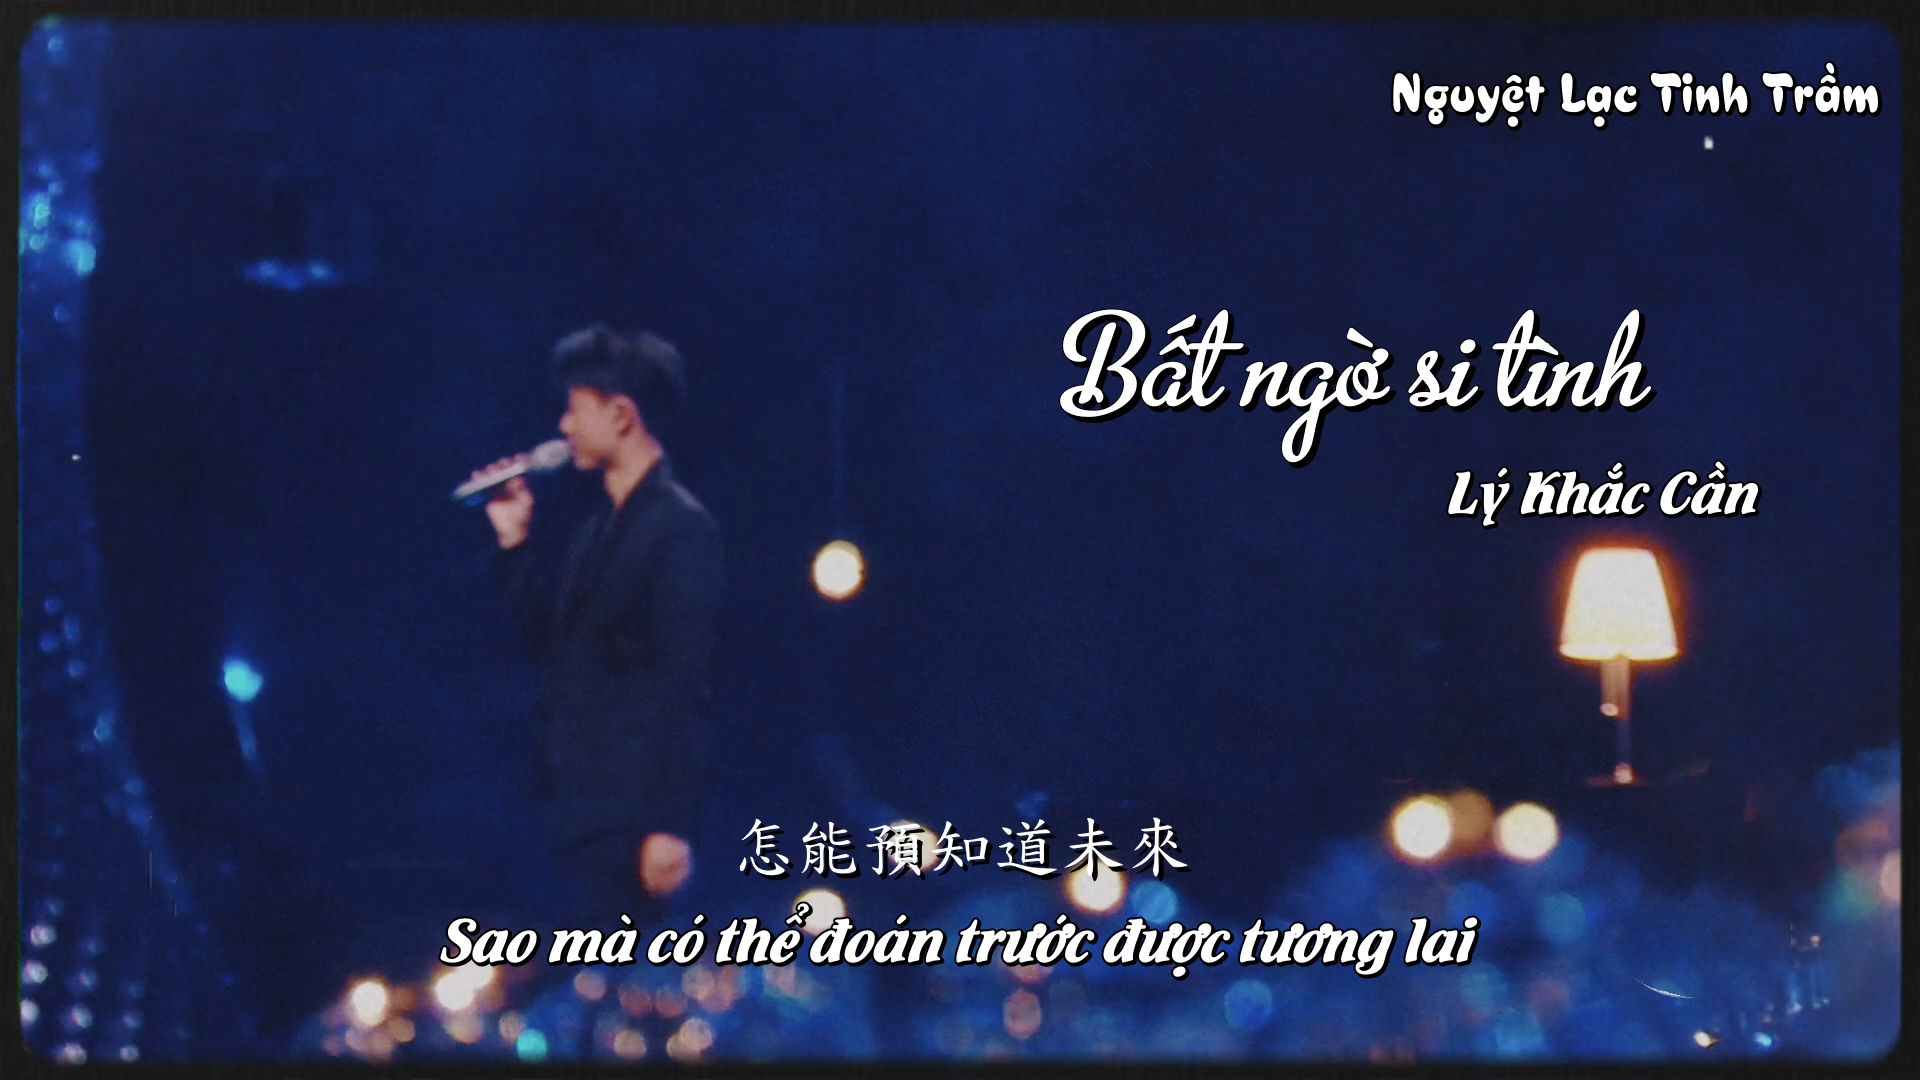 Nguyệt Lạc Tinh Trầm
Bất ngờ si tình
Lý Khắc Cần
怎能預知道未來
Sao mà có thể đoán trước được tương lai